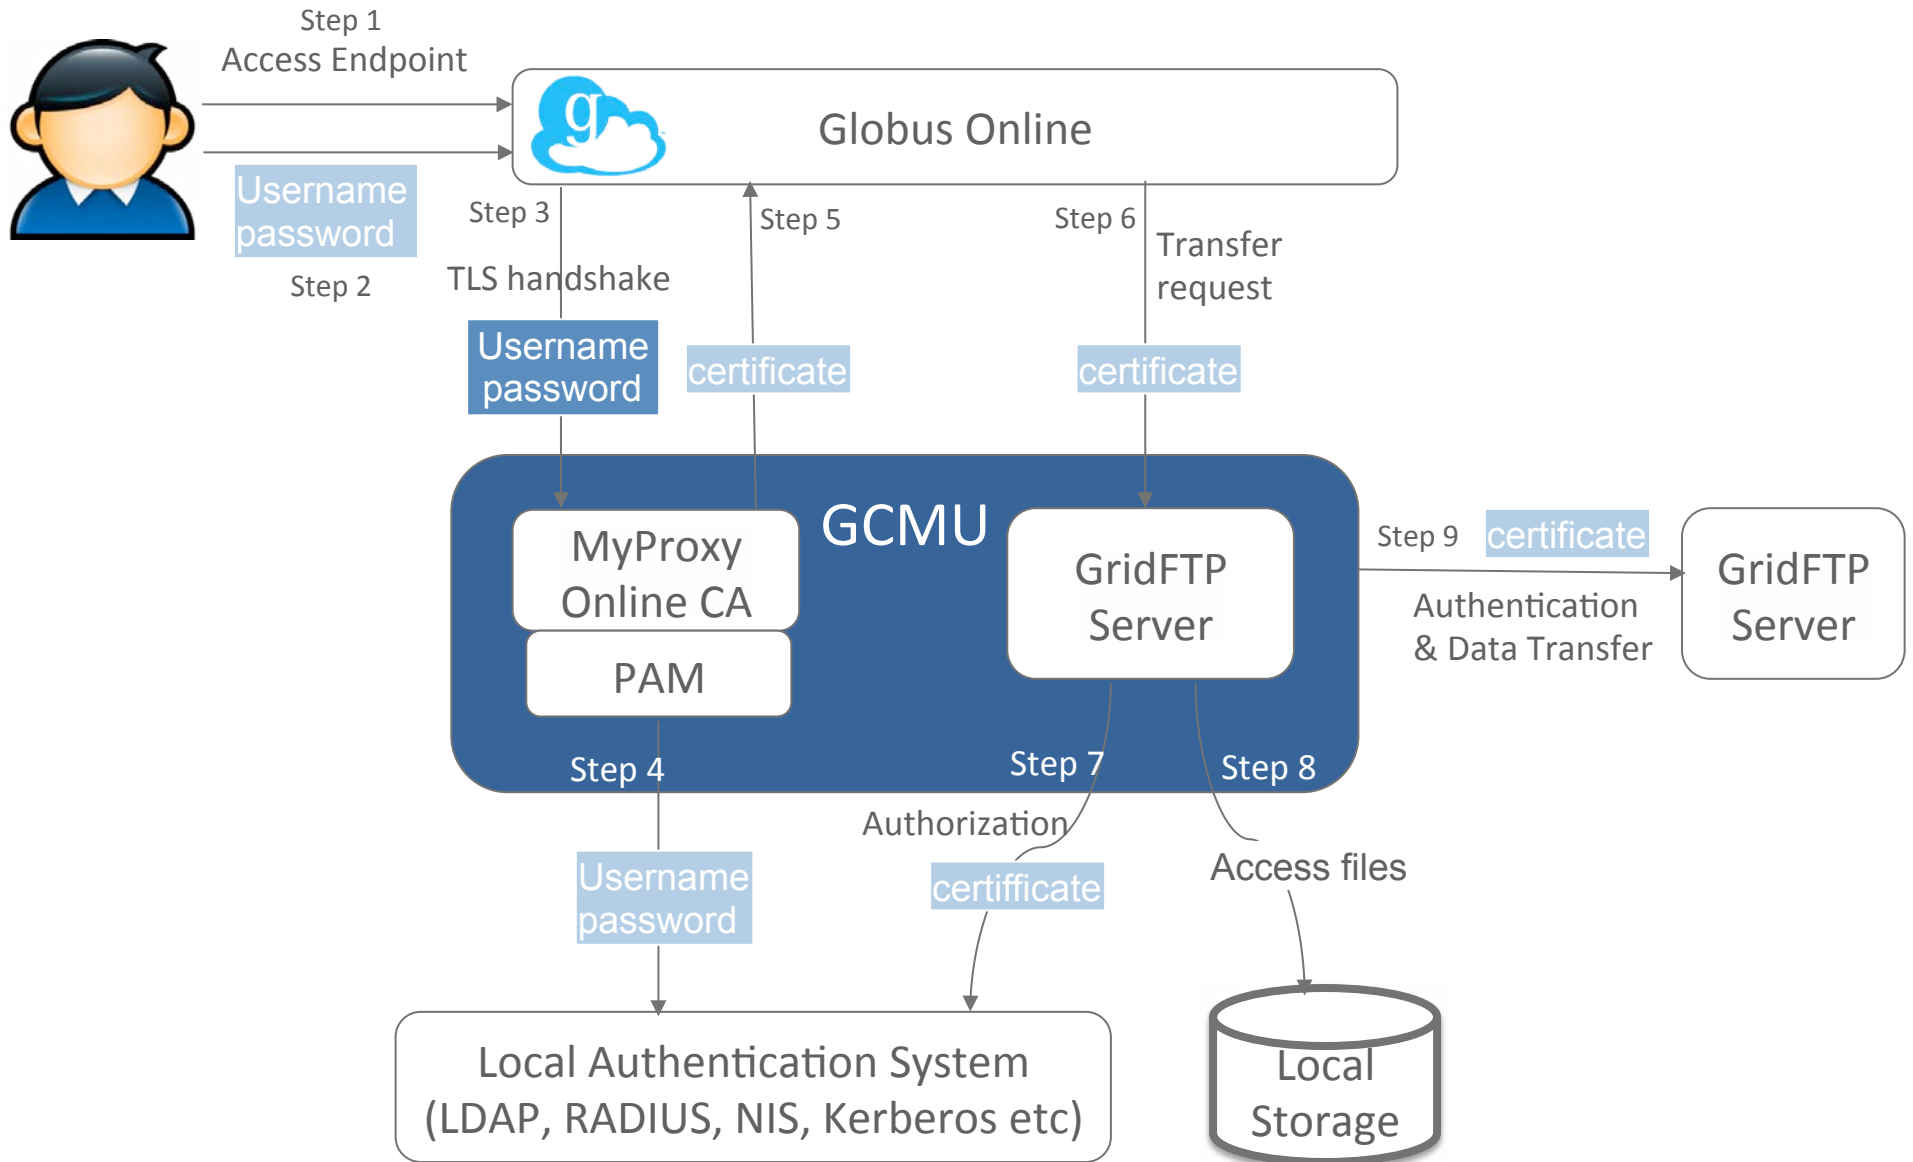 Step 1
Access Endpoint
g
Globus Online
Username
password
Step 2
Step 3
TLS handshake
Username
password
Step 5
certificate
Step 6
Transfer
request
certificate
GCMU
MyProxy
Online CA
PAM
GridFTP
Server
Step 9
certificate
Authentication
& Data Transfer
GridFTP
Server
Step 4
Username
password
Step 7
Authorization
certifficate
Step 8
Access files
Local Authentication System
(LDAP, RADIUS, NIS, Kerberos etc)
Local
Storage